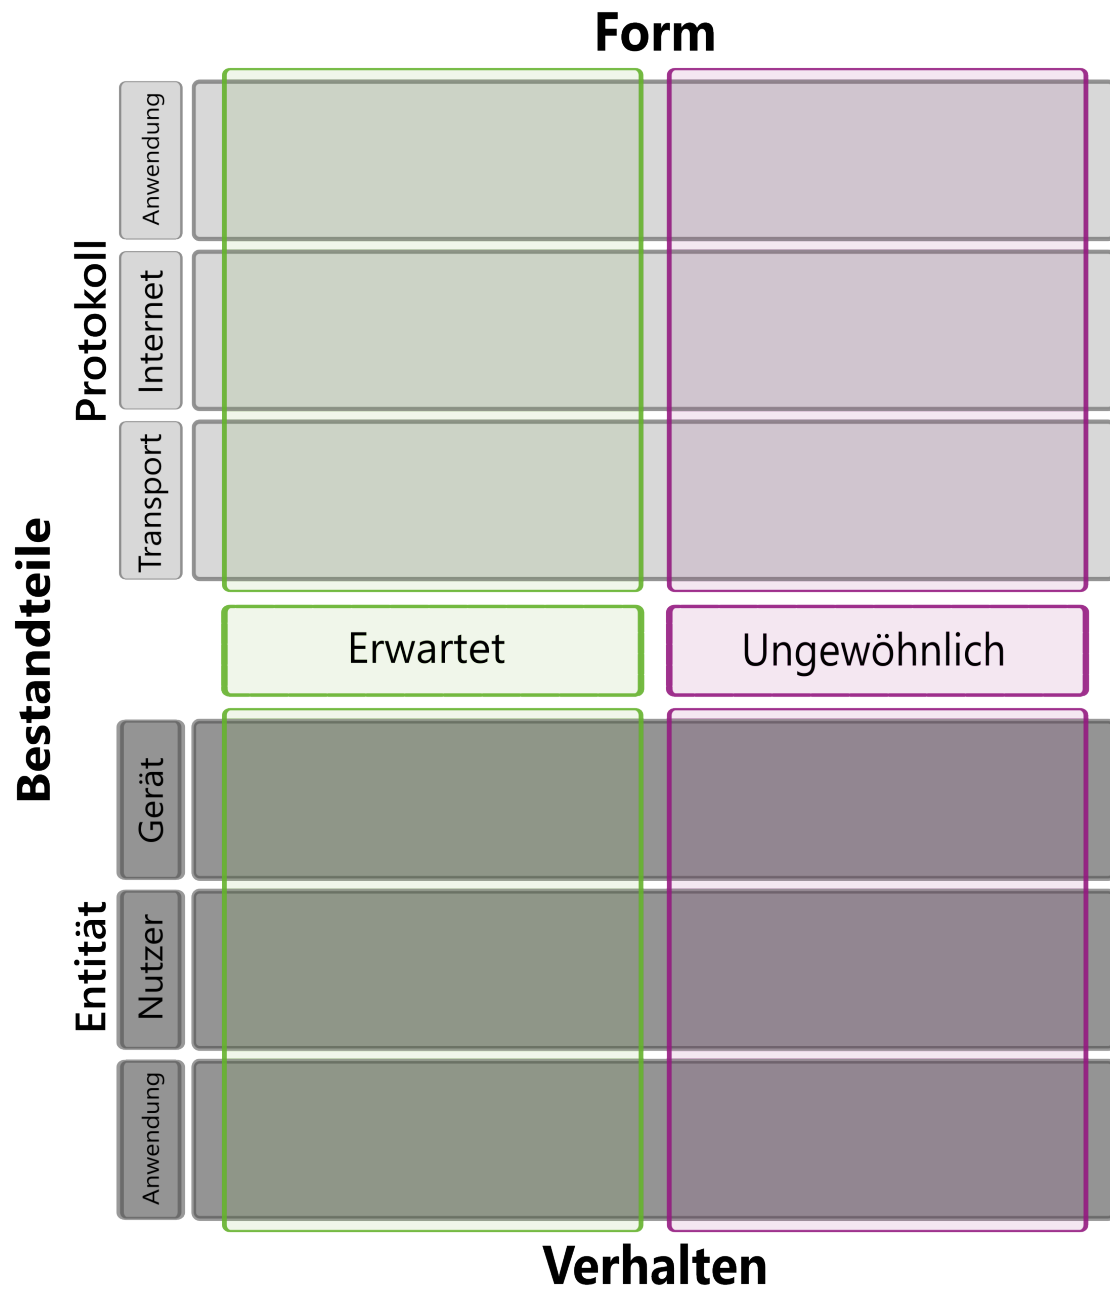 Form
Bestandteile
Protokoll
Anwendung
Internet
Transport
Erwartet
Ungewöhnlich
Entität
Gerät
Nutzer
Anwendung
Verhalten